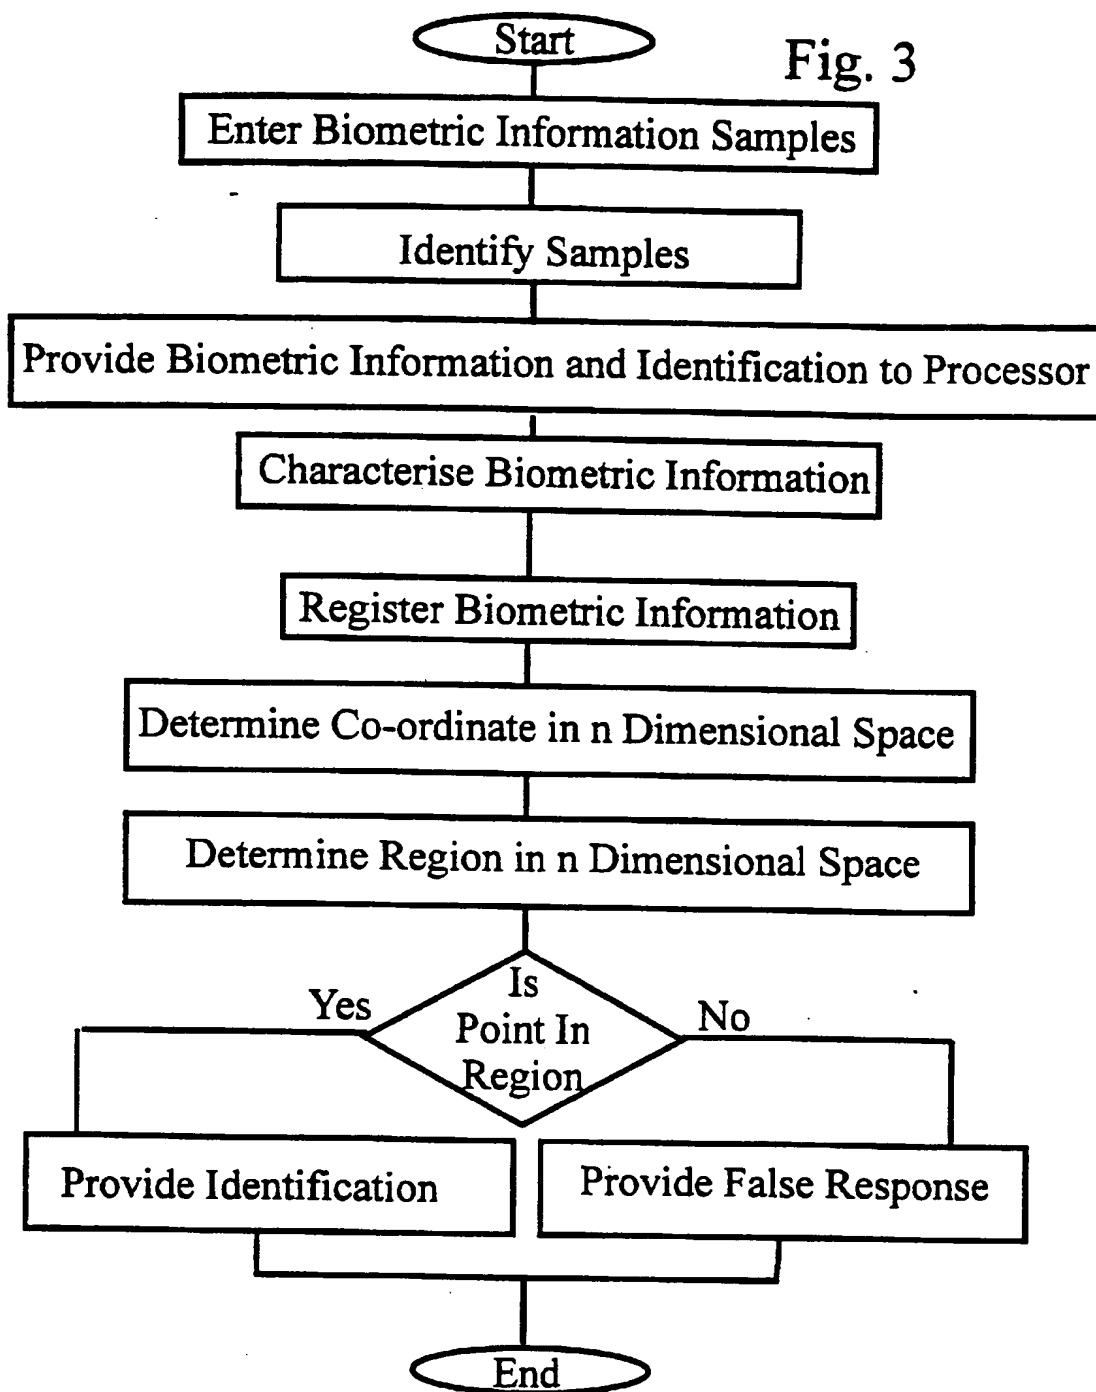 Start
Fig. 3
Enter Biometric Information Samples
Identify Samples
Provide Biometric Information and Identification to Processor
Characterise Biometric Information
Register Biometric Information
Determine Co-ordinate in n Dimensional Space
Determine Region in n Dimensional Space
Is
Point In
Region
Yes
No
Provide Identification
Provide False Response
End